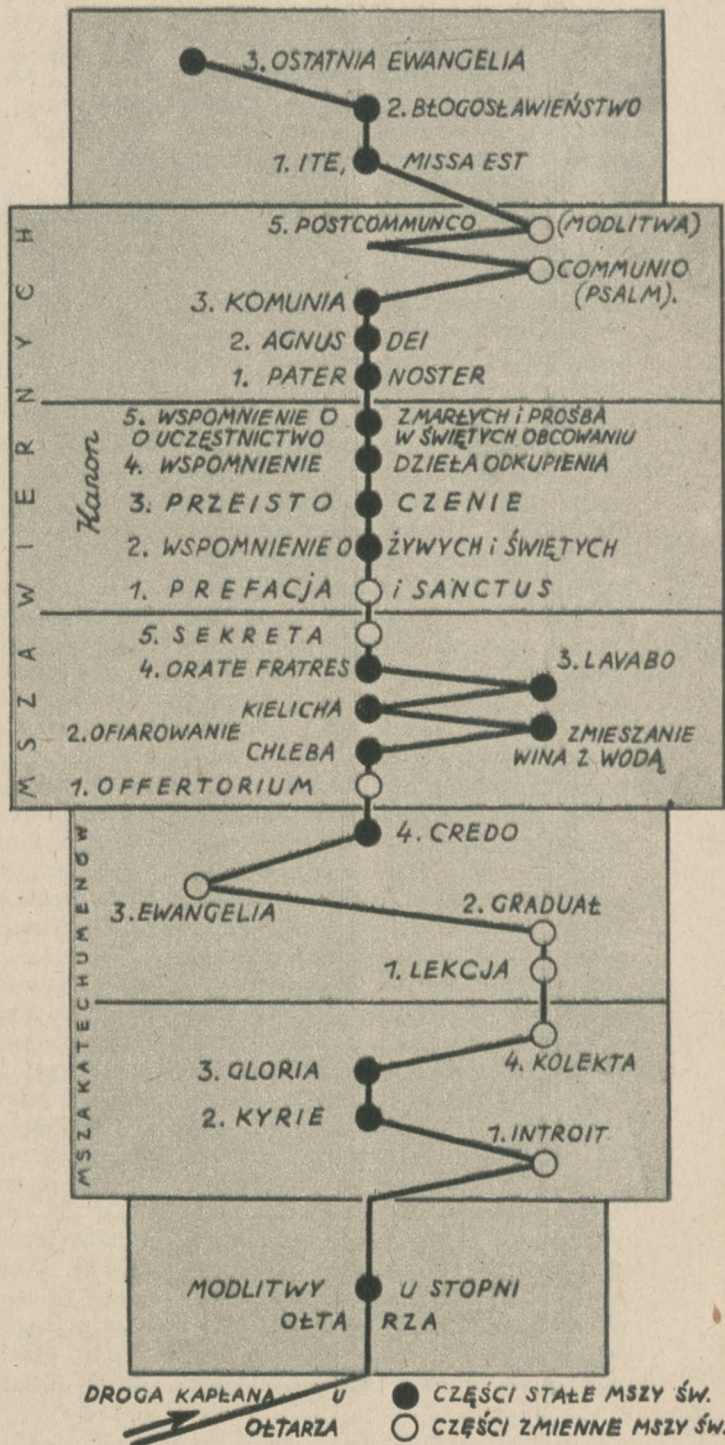 3. OSTATNIA EWANGELIA
2. BŁOGOSŁAWIEŃSTWO
1. ITE, MISSA EST
5. POSTCOMMUNCO (MODLITWA)
COMMUNIO
(PSALM).
3. KOMUNIA
2. AGNUS DEI
1. PATER NOSTER
MSZA WIERNYCH
Kanon
5. WSPOMNIENIE O ZMARŁYCH i PROŚBA
O UCZĘSTNICTWO W ŚWIĘTYCH OBCOWANIU
4. WSPOMNIENIE DZIEŁA ODKUPIENIA
3. PRZEISTO CZENIE
2. WSPOMNIENIE O ŻYWYCH i ŚWIĘTYCH
1. PREFACJA i SANCTUS
5. SEKRETA
4. ORATE FRATRES
3. LAVABO
KIELICHA
2. OFIAROWANIE
CHLEBA
ZMIESZANIE
WINA Z WODĄ
1. OFFERTORIUM
4. CREDO
3. EWANGELIA
2. GRADUAŁ
1. LEKCJA
MSZA KATECHUMENÓW
4. KOLEKTA
3. GLORIA
2. KYRIE
1. INTROIT
MODLITWY U STOPNI
OŁTA RZA
DROGA KAPŁANA U
OŁTARZA
CZĘŚCI STAŁE MSZY ŚW.
CZĘŚCI ZMIENNE MSZY ŚW.